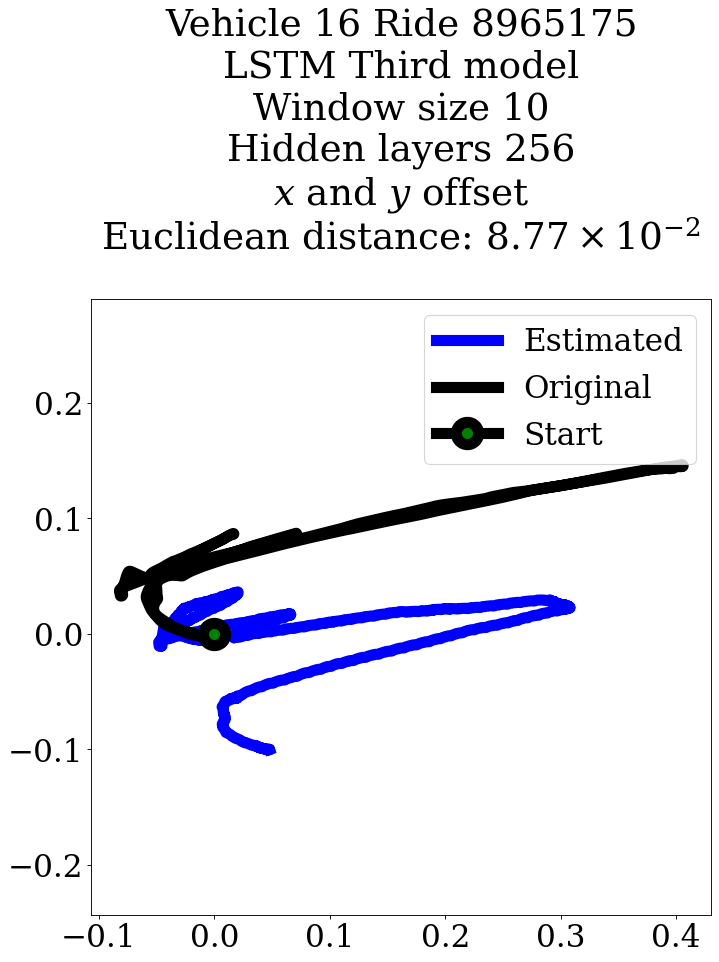 Vehicle 16 Ride 8965175
LSTM Third model
Window size 10
Hidden layers 256
x and y offset
Euclidean distance: 8.77 × 10⁻²
Estimated
Original
Start
0.2
0.1
0.0
−0.1
−0.2
−0.1 0.0 0.1 0.2 0.3 0.4